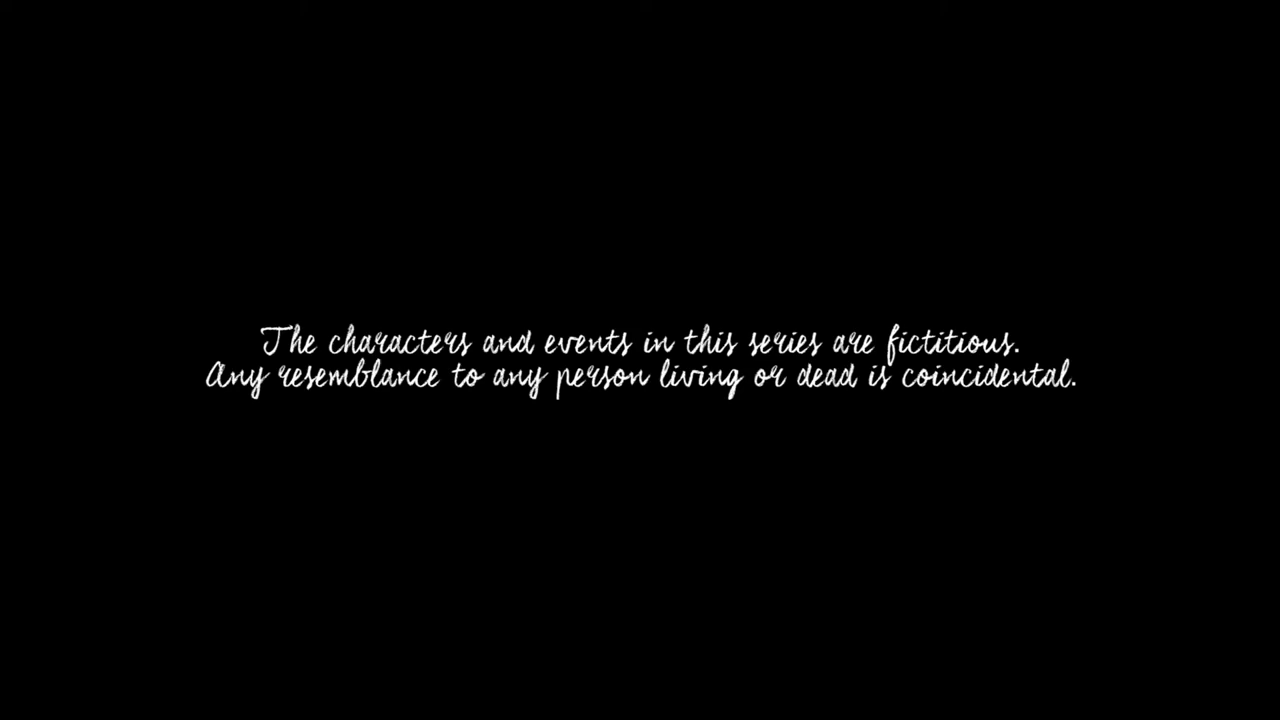 The characters and events in this series are fictitious.
Any resemblance to any person living or dead is coincidental.